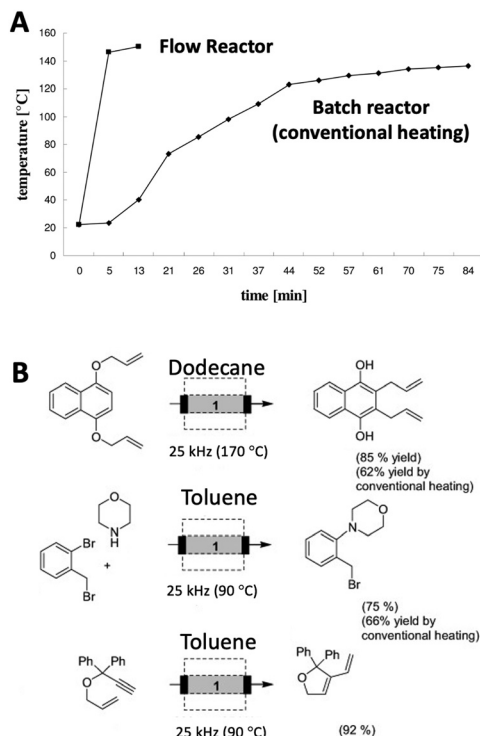 A
160
140
120
100
80
60
40
20
0
temperature [°C]
Flow Reactor
Batch reactor
(conventional heating)
0 5 13 21 26 31 37 44 52 57 61 70 75 84
time [min]
B
O
O
Dodecane
1
25 kHz (170 °C)
OH
OH
(85 % yield)
(62% yield by
conventional heating)
O
N
H
Br
Br
+
Toluene
1
25 kHz (90 °C)
O
N
Br
(75 %)
(66% yield by
conventional heating)
Ph Ph
O
Toluene
1
25 kHz (90 °C)
Ph Ph
O
(92 %)